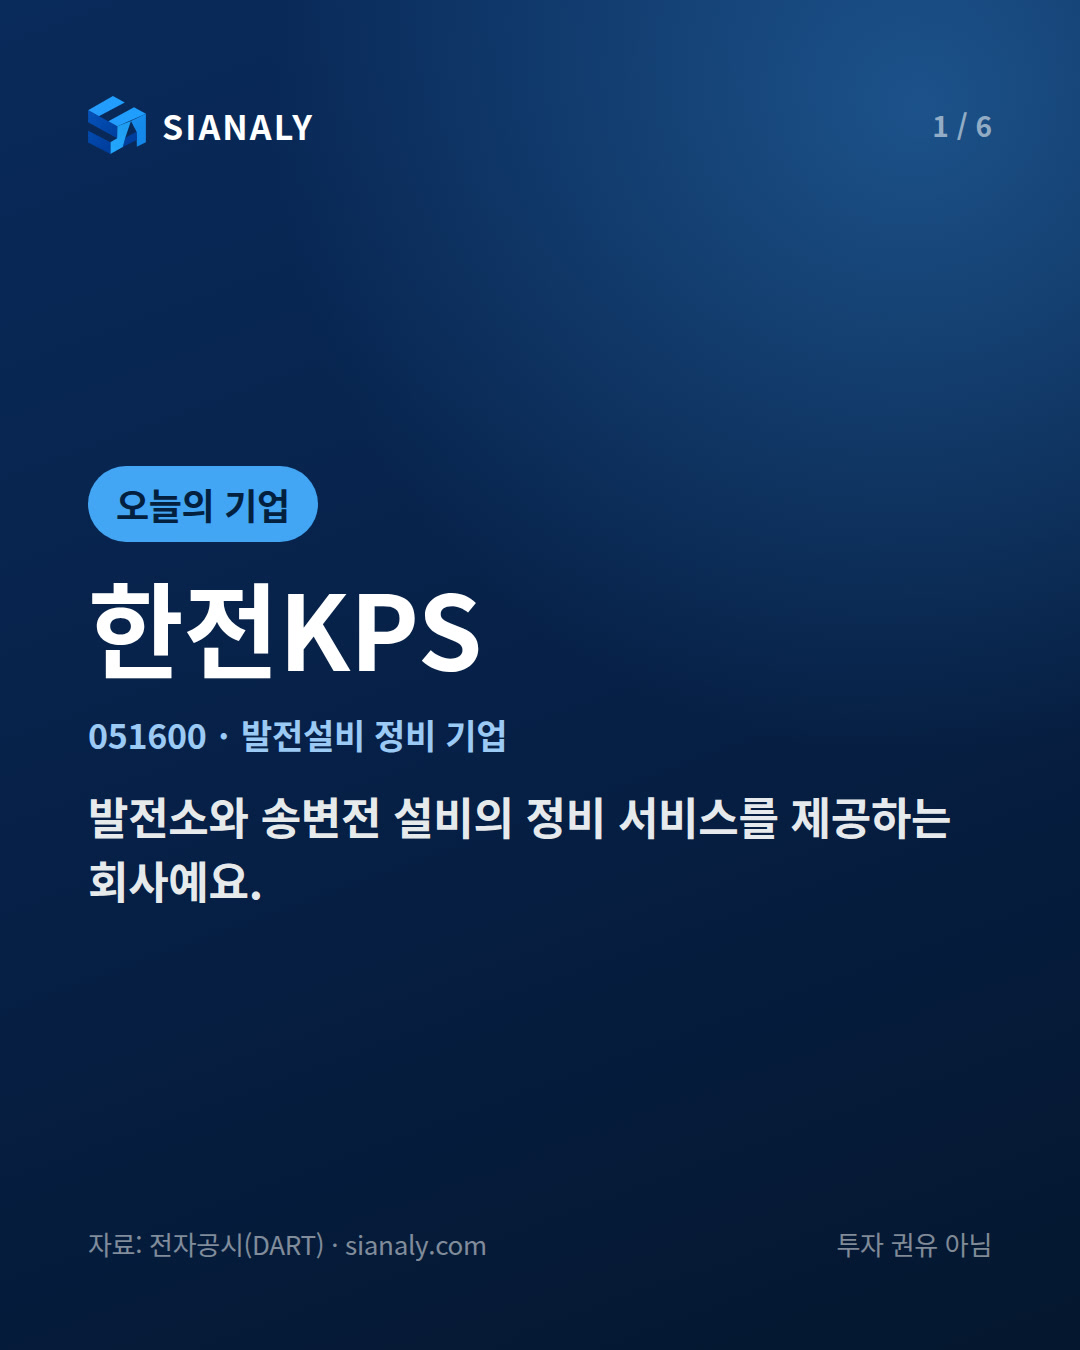 SIANALY
1 / 6
오늘의 기업
한전KPS
051600 · 발전설비 정비 기업
발전소와 송변전 설비의 정비 서비스를 제공하는
회사예요.
자료: 전자공시(DART) · sianaly.com
투자 권유 아님